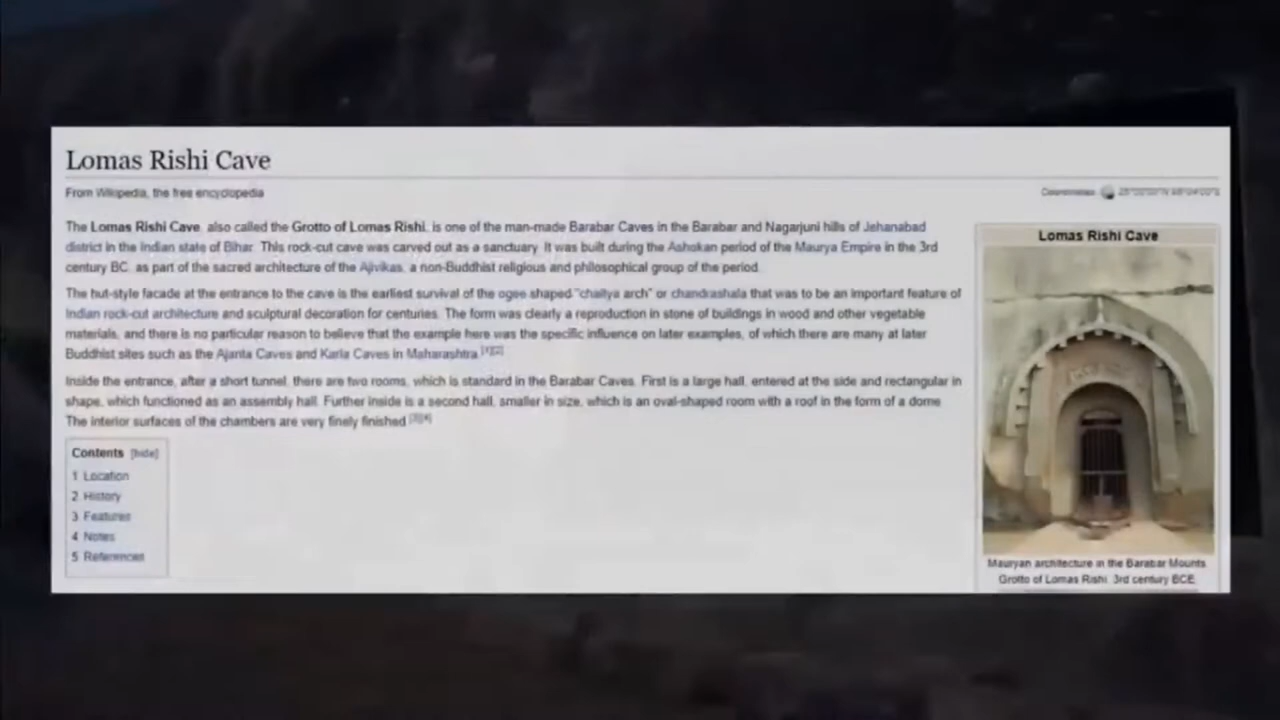 Lomas Rishi Cave
From Wikipedia, the free encyclopedia
Coordinates
The Lomas Rishi Cave, also called the Grotto of Lomas Rishi, is one of the man-made Barabar Caves in the Barabar and Nagarjuni hills of Jehanabad
district in the Indian state of Bihar. This rock-cut cave was carved out as a sanctuary. It was built during the Ashokan period of the Maurya Empire in the 3rd
century BC, as part of the sacred architecture of the Ajivikas, a non-Buddhist religious and philosophical group of the period.
The hut-style facade at the entrance to the cave is the earliest survival of the ogee shaped "chaitya arch" or chandrashala that was to be an important feature of
Indian rock-cut architecture and sculptural decoration for centuries. The form was clearly a reproduction in stone of buildings in wood and other vegetable
materials, and there is no particular reason to believe that the example here was the specific influence on later examples, of which there are many at later
Buddhist sites such as the Ajanta Caves and Karla Caves in Maharashtra.[1][2]
Inside the entrance, after a short tunnel, there are two rooms, which is standard in the Barabar Caves. First is a large hall, entered at the side and rectangular in
shape, which functioned as an assembly hall. Further inside is a second hall, smaller in size, which is an oval-shaped room with a roof in the form of a dome.
The interior surfaces of the chambers are very finely finished.[3][4]
Contents [hide]
1 Location
2 History
3 Features
4 Notes
5 References
Lomas Rishi Cave
Mauryan architecture in the Barabar Mounts.
Grotto of Lomas Rishi. 3rd century BCE.